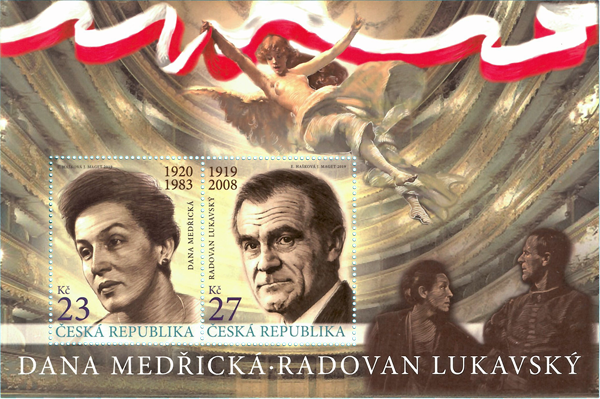 1920
1983
DANA MEDŘICKÁ
Kč
23
ČESKÁ REPUBLIKA
1919
2008
RADOVAN LUKAVSKÝ
Kč
27
ČESKÁ REPUBLIKA
DANA MEDŘICKÁ·RADOVAN LUKAVSKÝ